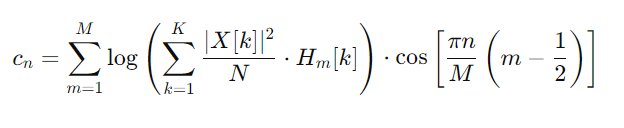 c_n = \sum_{m=1}^{M} \log \left( \sum_{k=1}^{K} \frac{|X[k]|^2}{N} \cdot H_m[k] \right) \cdot \cos \left[ \frac{\pi n}{M} \left( m - \frac{1}{2} \right) \right]